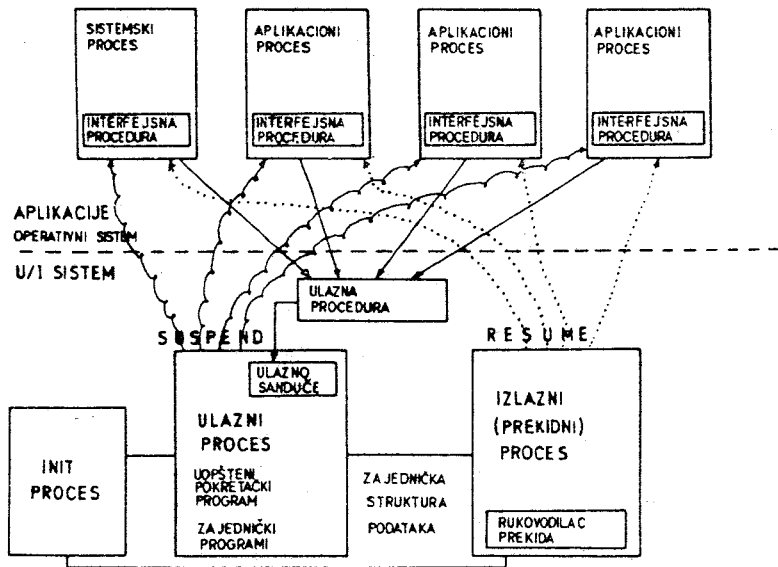 SISTEMSKI
PROCES
INTERFEJSNA
PROCEDURA
APLIKACIONI
PROCES
INTERFEJSNA
PROCEDURA
APLIKACIONI
PROCES
INTERFEJSNA
PROCEDURA
APLIKACIONI
PROCES
INTERFEJSNA
PROCEDURA
APLIKACIJE
OPERATIVNI SISTEM
U/I SISTEM
ULAZNA
PROCEDURA
SUSPEND
RESUME
ULAZNO
SANDUČE
ULAZNI
PROCES
UOPŠTENI
POKRETAČKI
PROGRAM
ZAJEDNIČKI
PROGRAMI
INIT
PROCES
ZAJEDNIČKA
STRUKTURA
PODATAKA
IZLAZNI
(PREKIDNI)
PROCES
RUKOVODILAC
PREKIDA